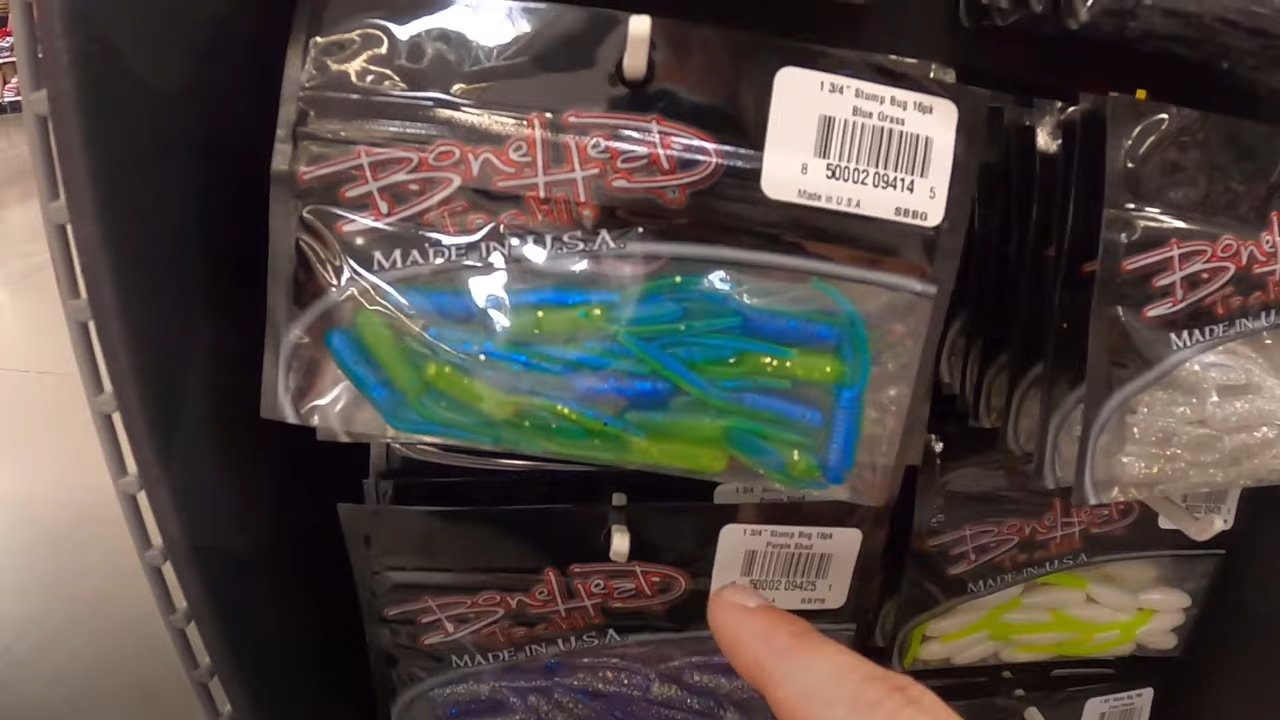 1 3/4" Stump Bug 16pk
Blue Grass
8 50002 09414 5
Made in U.S.A
SBBG
BoneHead
Tackle
MADE IN U.S.A.
1 3/4" Stump Bug 16pk
Purple Shad
50002 09425 1
SBPS
BoneHead
Tackle
MADE IN U.S.A.
BoneHead
MADE IN U.S.A
BoneHead
Tackle
MADE IN U